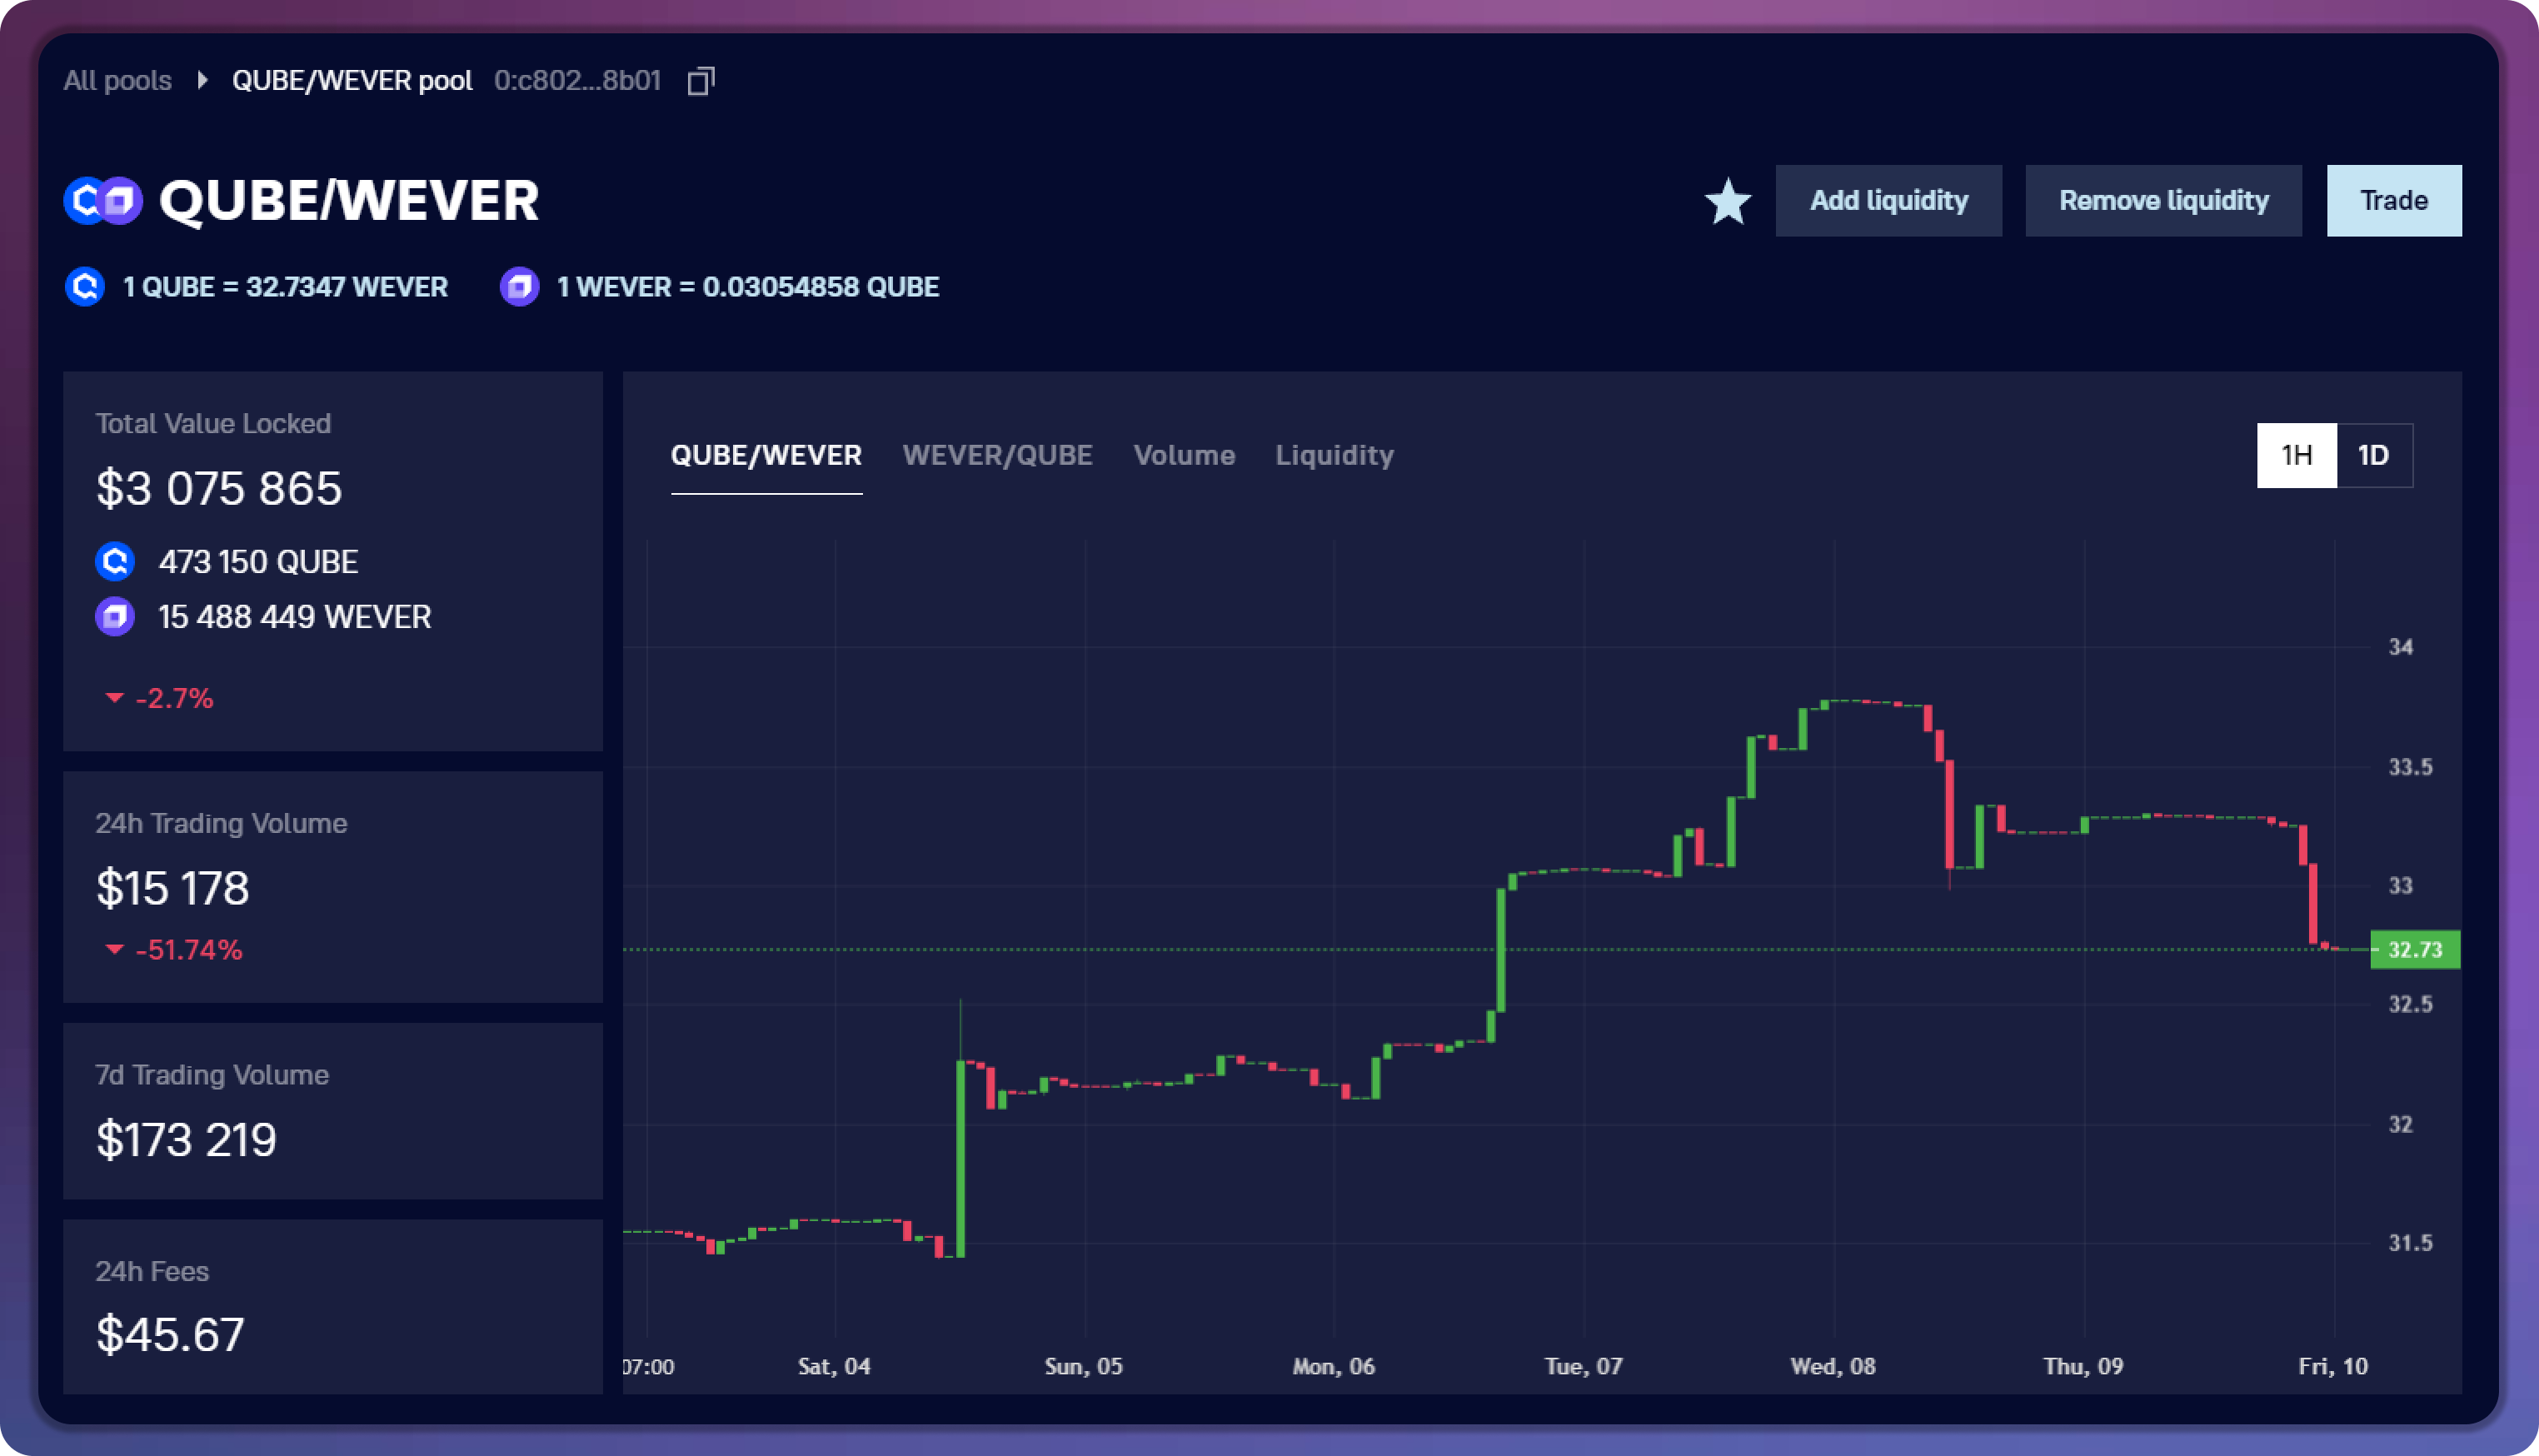 All pools QUBE/WEVER pool 0:c802...8b01
QUBE/WEVER
Add liquidity
Remove liquidity
Trade
1 QUBE = 32.7347 WEVER
1 WEVER = 0.03054858 QUBE
Total Value Locked
$3 075 865
473 150 QUBE
15 488 449 WEVER
-2.7%
24h Trading Volume
$15 178
-51.74%
7d Trading Volume
$173 219
24h Fees
$45.67
QUBE/WEVER WEVER/QUBE Volume Liquidity
1H 1D
34
33.5
33
32.73
32.5
32
31.5
07:00 Sat, 04 Sun, 05 Mon, 06 Tue, 07 Wed, 08 Thu, 09 Fri, 10